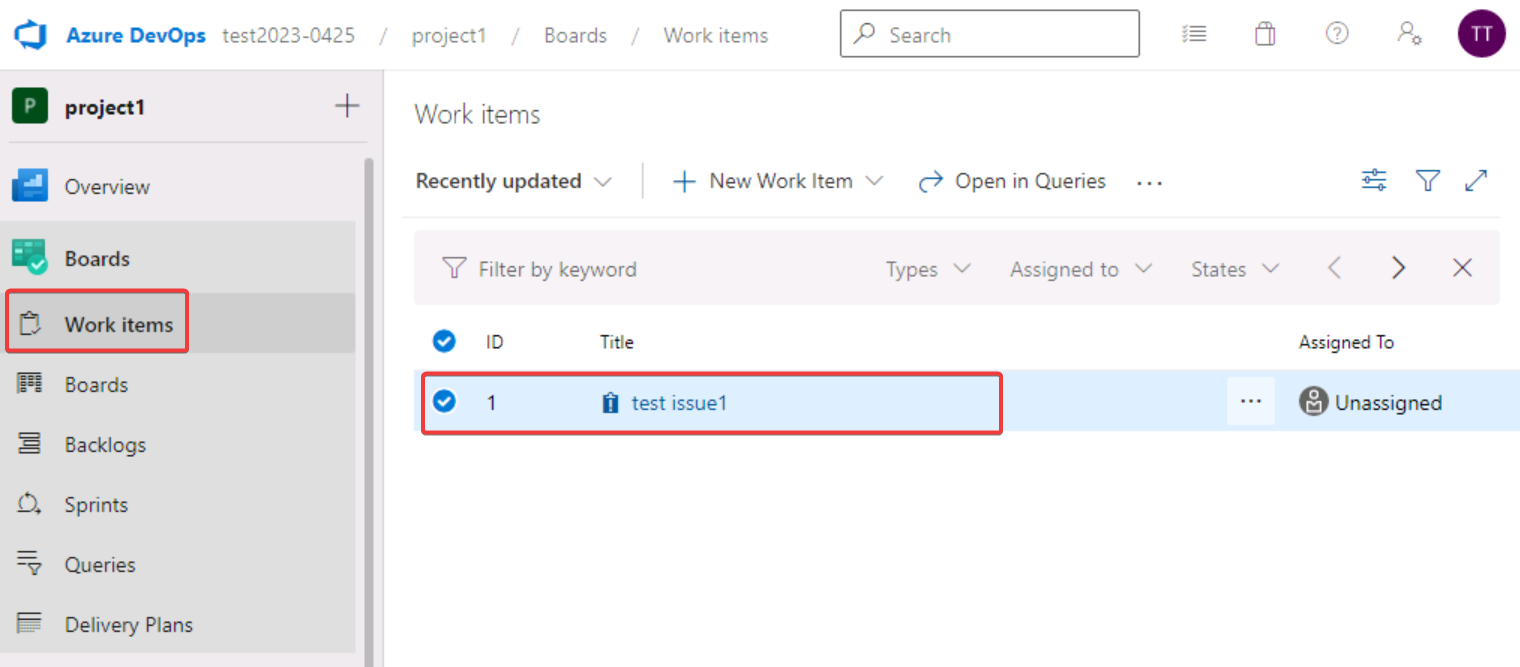 Azure DevOps test2023-0425 / project1 / Boards / Work items Search TT
P project1
Overview
Boards
Work items
Boards
Backlogs
Sprints
Queries
Delivery Plans
Work items
Recently updated New Work Item Open in Queries ...
Filter by keyword Types Assigned to States
ID Title Assigned To
1 test issue1 ... Unassigned